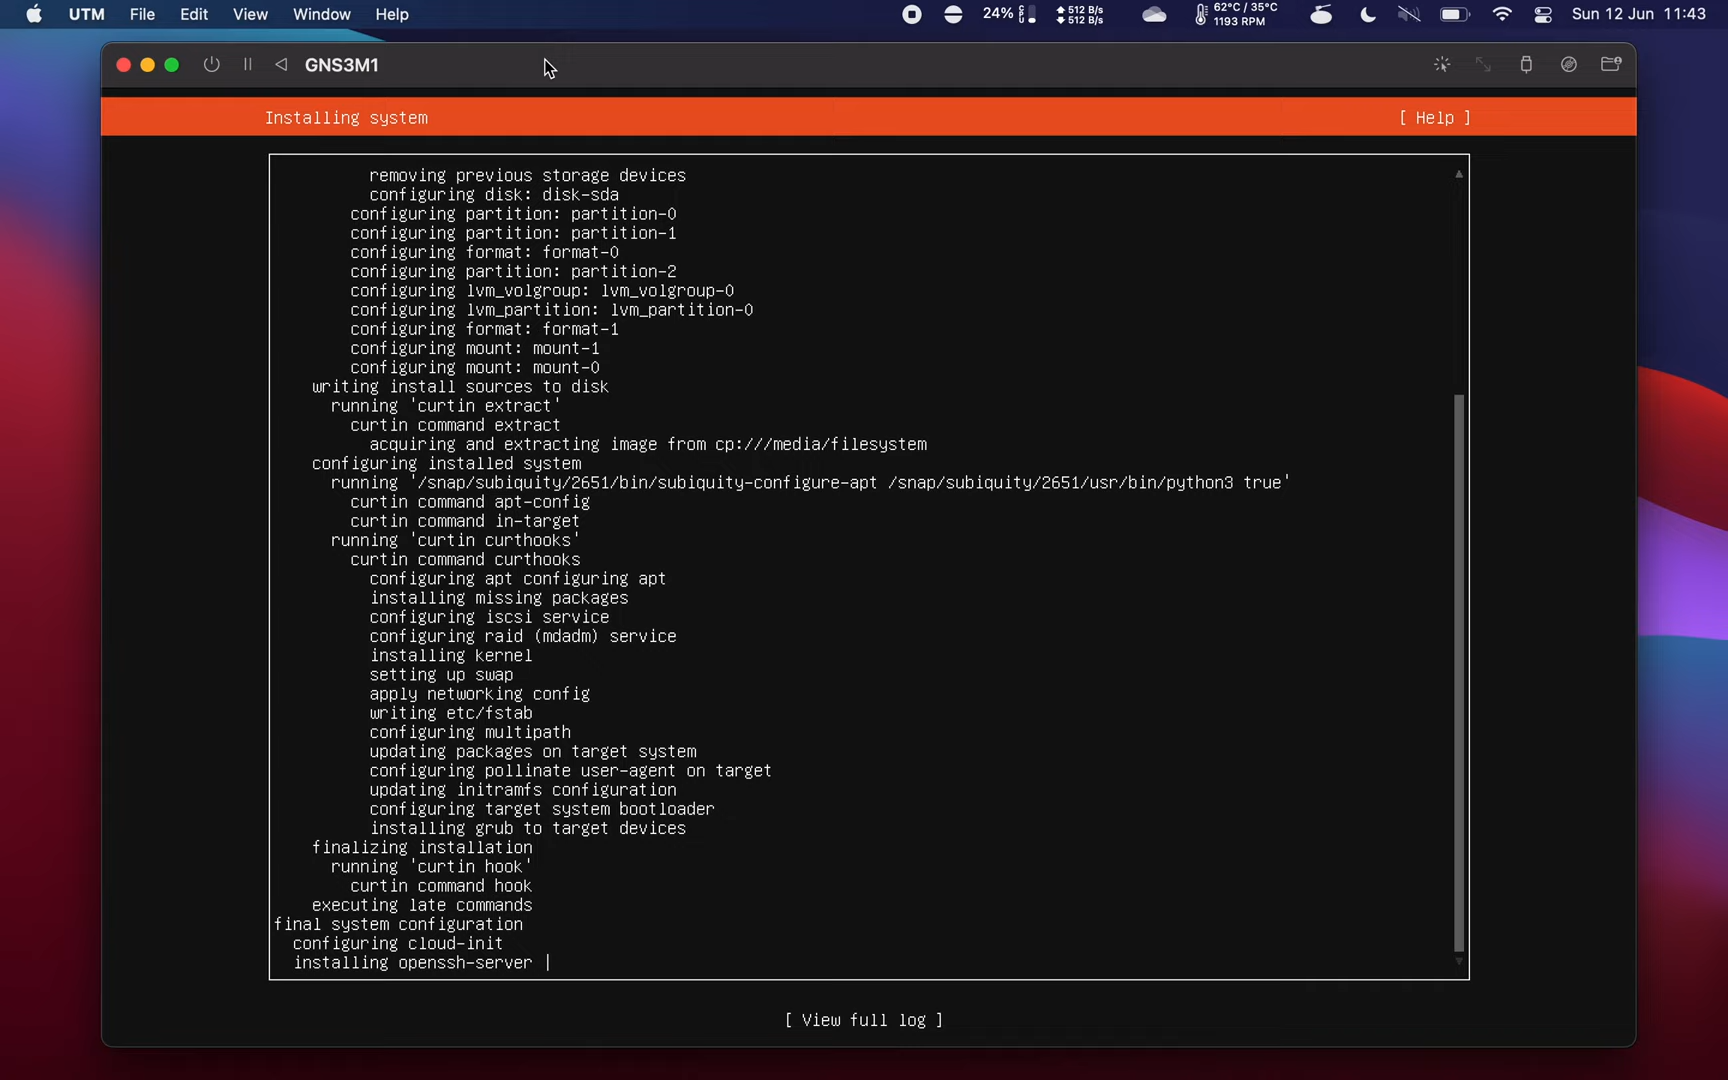 UTM File Edit View Window Help 24% 512 B/s 512 B/s 62°C / 35°C 1193 RPM Sun 12 Jun 11:43
GNS3M1
Installing system [ Help ]
removing previous storage devices
configuring disk: disk-sda
configuring partition: partition-0
configuring partition: partition-1
configuring format: format-0
configuring partition: partition-2
configuring lvm_volgroup: lvm_volgroup-0
configuring lvm_partition: lvm_partition-0
configuring format: format-1
configuring mount: mount-1
configuring mount: mount-0
writing install sources to disk
running 'curtin extract'
curtin command extract
acquiring and extracting image from cp:///media/filesystem
configuring installed system
running '/snap/subiquity/2651/bin/subiquity-configure-apt /snap/subiquity/2651/usr/bin/python3 true'
curtin command apt-config
curtin command in-target
running 'curtin curthooks'
curtin command curthooks
configuring apt configuring apt
installing missing packages
configuring iscsi service
configuring raid (mdadm) service
installing kernel
setting up swap
apply networking config
writing etc/fstab
configuring multipath
updating packages on target system
configuring pollinate user-agent on target
updating initramfs configuration
configuring target system bootloader
installing grub to target devices
finalizing installation
running 'curtin hook'
curtin command hook
executing late commands
final system configuration
configuring cloud-init
installing openssh-server |
[ View full log ]